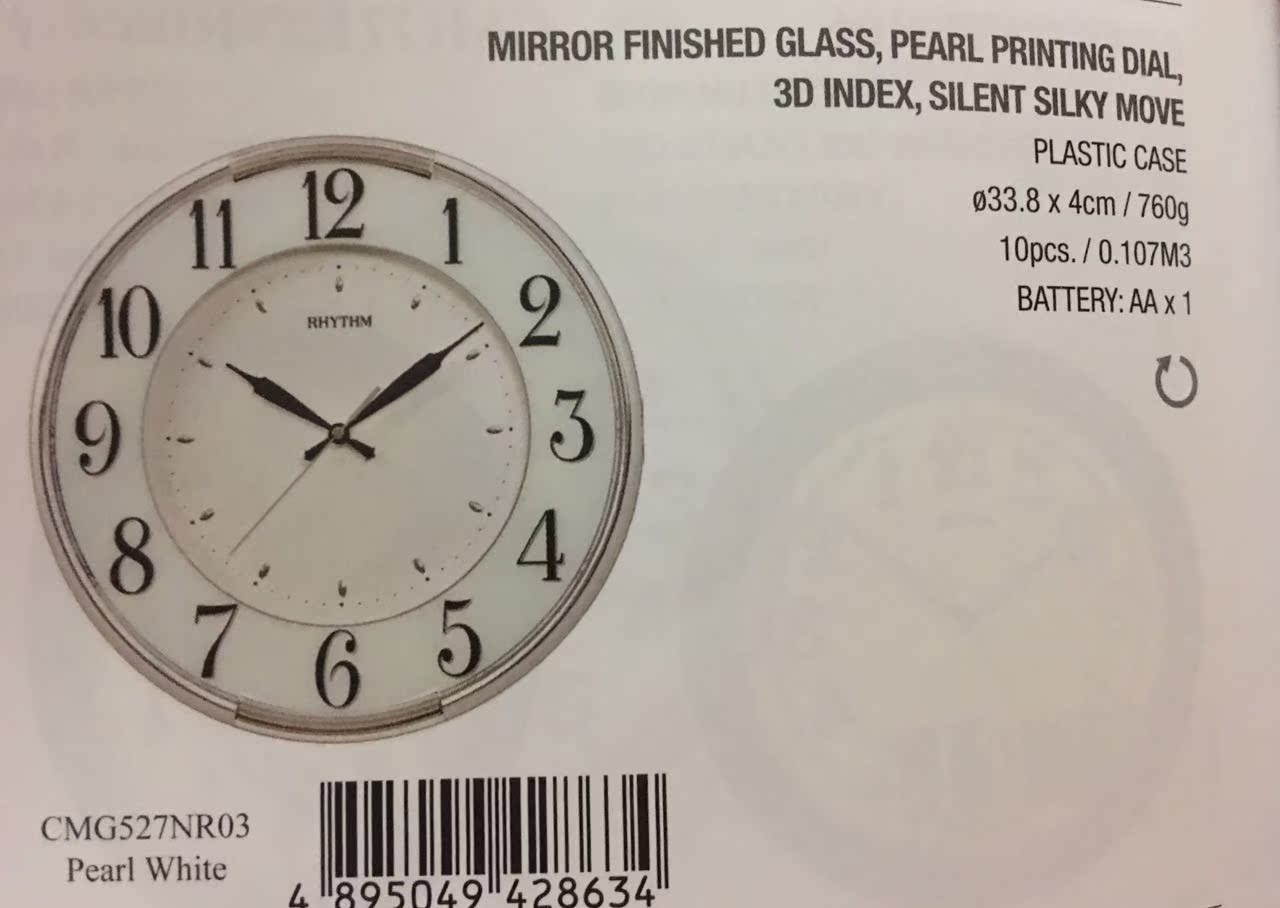 MIRROR FINISHED GLASS, PEARL PRINTING DIAL,
3D INDEX, SILENT SILKY MOVE
PLASTIC CASE
ø33.8 x 4cm / 760g
10pcs. / 0.107M3
BATTERY: AA x 1
12
11
1
10
2
RHYTHM
9
3
8
4
7
5
6
CMG527NR03
Pearl White
4 895049 428634